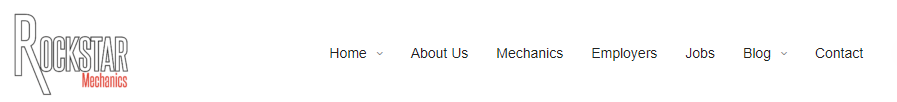 ROCKSTAR
Mechanics
Home About Us Mechanics Employers Jobs Blog Contact